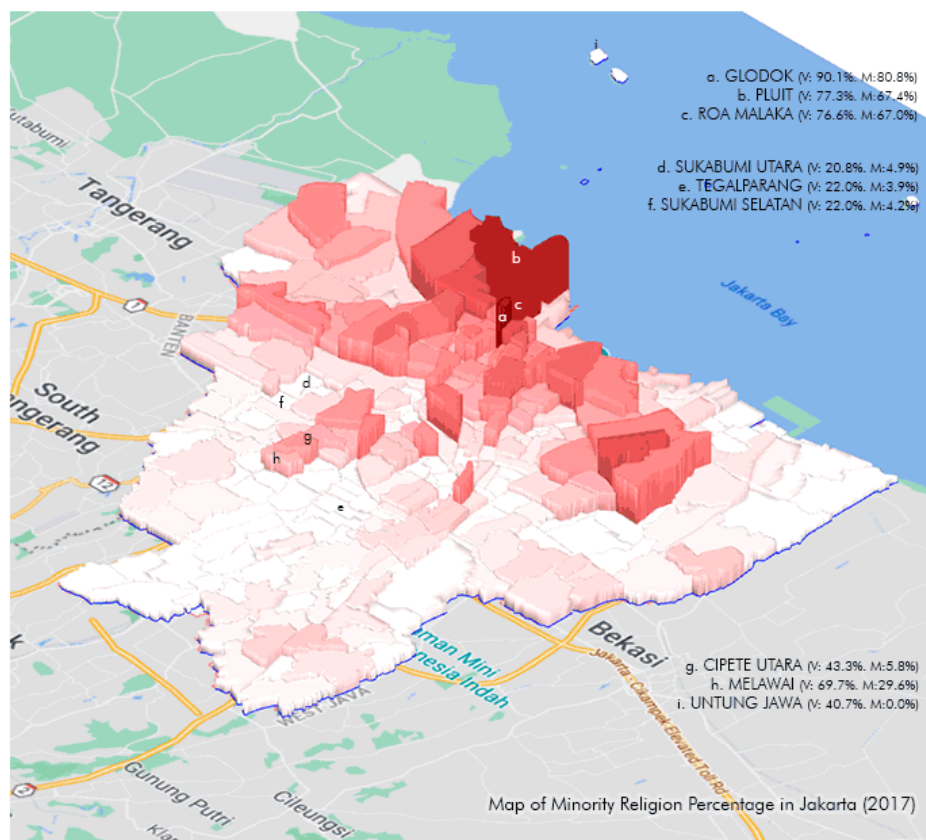 i
a. GLODOK (V: 90.1%. M:80.8%)
b. PLUIT (V: 77.3%. M:67.4%)
c. ROA MALAKA (V: 76.6%. M:67.0%)
d. SUKABUMI UTARA (V: 20.8%. M:4.9%)
e. TEGALPARANG (V: 22.0%. M:3.9%)
f. SUKABUMI SELATAN (V: 22.0%. M:4.2%)
Tangerang
b
Jakarta Bay
1
c
a
BANTEN
d
South
Tangerang
f
g
h
12
e
Bekasi
aman Mini
nesia Indah
Jakarta - Cikampek Elevated Toll Rd
g. CIPETE UTARA (V: 43.3%. M:5.8%)
h. MELAWAI (V: 69.7%. M:29.6%)
i. UNTUNG JAWA (V: 40.7%. M:0.0%)
WEST JAVA
2
Gunung Putri
Cileungsi
Map of Minority Religion Percentage in Jakarta (2017)